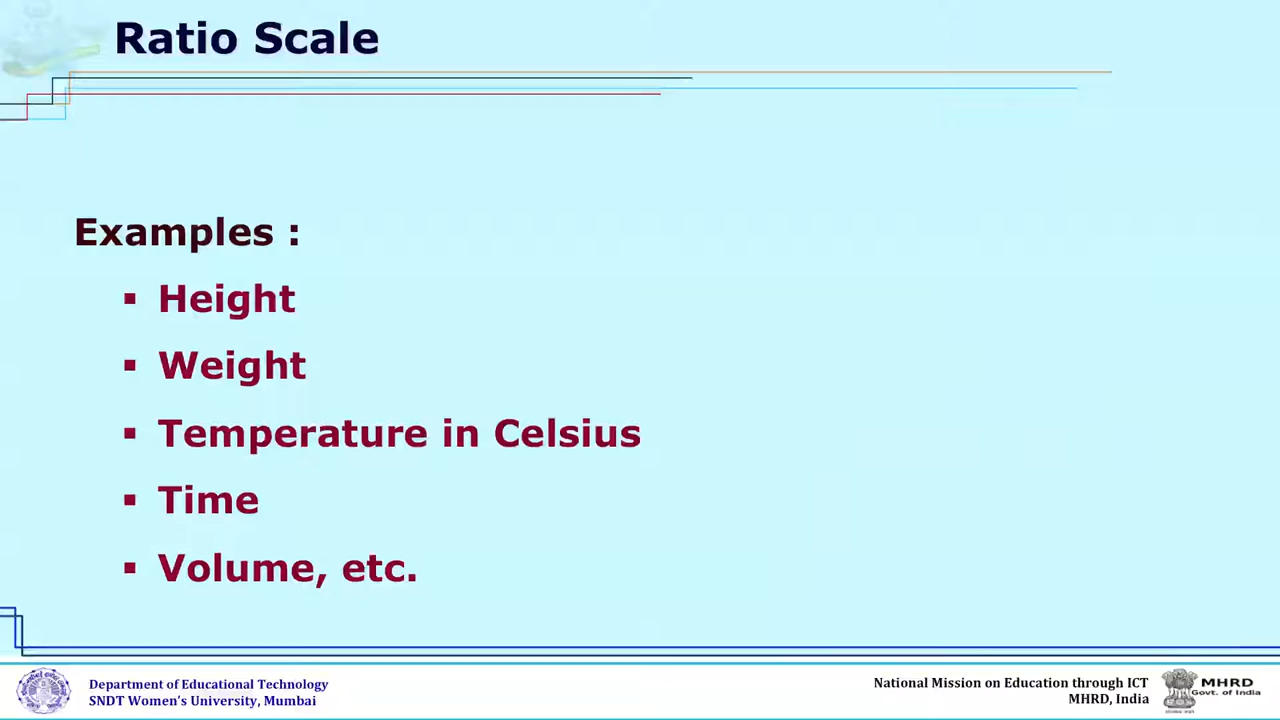 Ratio Scale
Examples :
▪ Height
▪ Weight
▪ Temperature in Celsius
▪ Time
▪ Volume, etc.
Department of Educational Technology
SNDT Women's University, Mumbai
National Mission on Education through ICT
MHRD, India
MHRD
Govt. of India